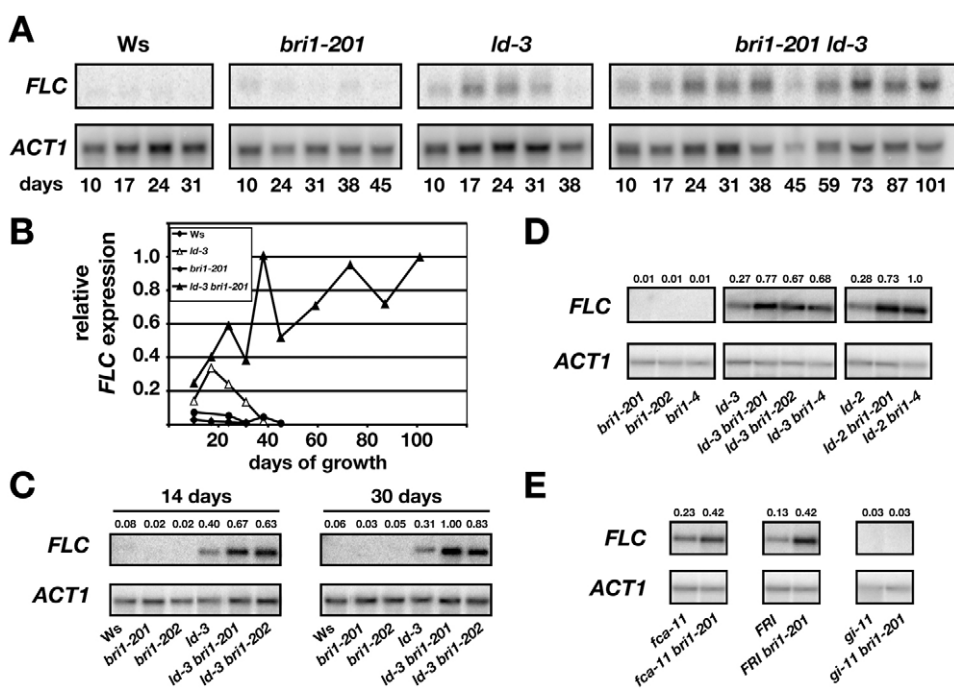 A
Ws bri1-201 ld-3 bri1-201 ld-3
FLC
ACT1
days 10 17 24 31 10 24 31 38 45 10 17 24 31 38 10 17 24 31 38 45 59 73 87 101
B
relative FLC expression
1.0
0.8
0.6
0.4
0.2
Ws
ld-3
bri1-201
ld-3 bri1-201
20 40 60 80 100
days of growth
C
14 days 30 days
0.08 0.02 0.02 0.40 0.67 0.63 0.06 0.03 0.05 0.31 1.00 0.83
FLC
ACT1
Ws bri1-201 bri1-202 ld-3 ld-3 bri1-201 ld-3 bri1-202 Ws bri1-201 bri1-202 ld-3 ld-3 bri1-201 ld-3 bri1-202
D
0.01 0.01 0.01 0.27 0.77 0.67 0.68 0.28 0.73 1.0
FLC
ACT1
bri1-201 bri1-202 bri1-4 ld-3 ld-3 bri1-201 ld-3 bri1-202 ld-3 bri1-4 ld-2 ld-2 bri1-201 ld-2 bri1-4
E
0.23 0.42 0.13 0.42 0.03 0.03
FLC
ACT1
fca-11 fca-11 bri1-201 FRI FRI bri1-201 gi-11 gi-11 bri1-201